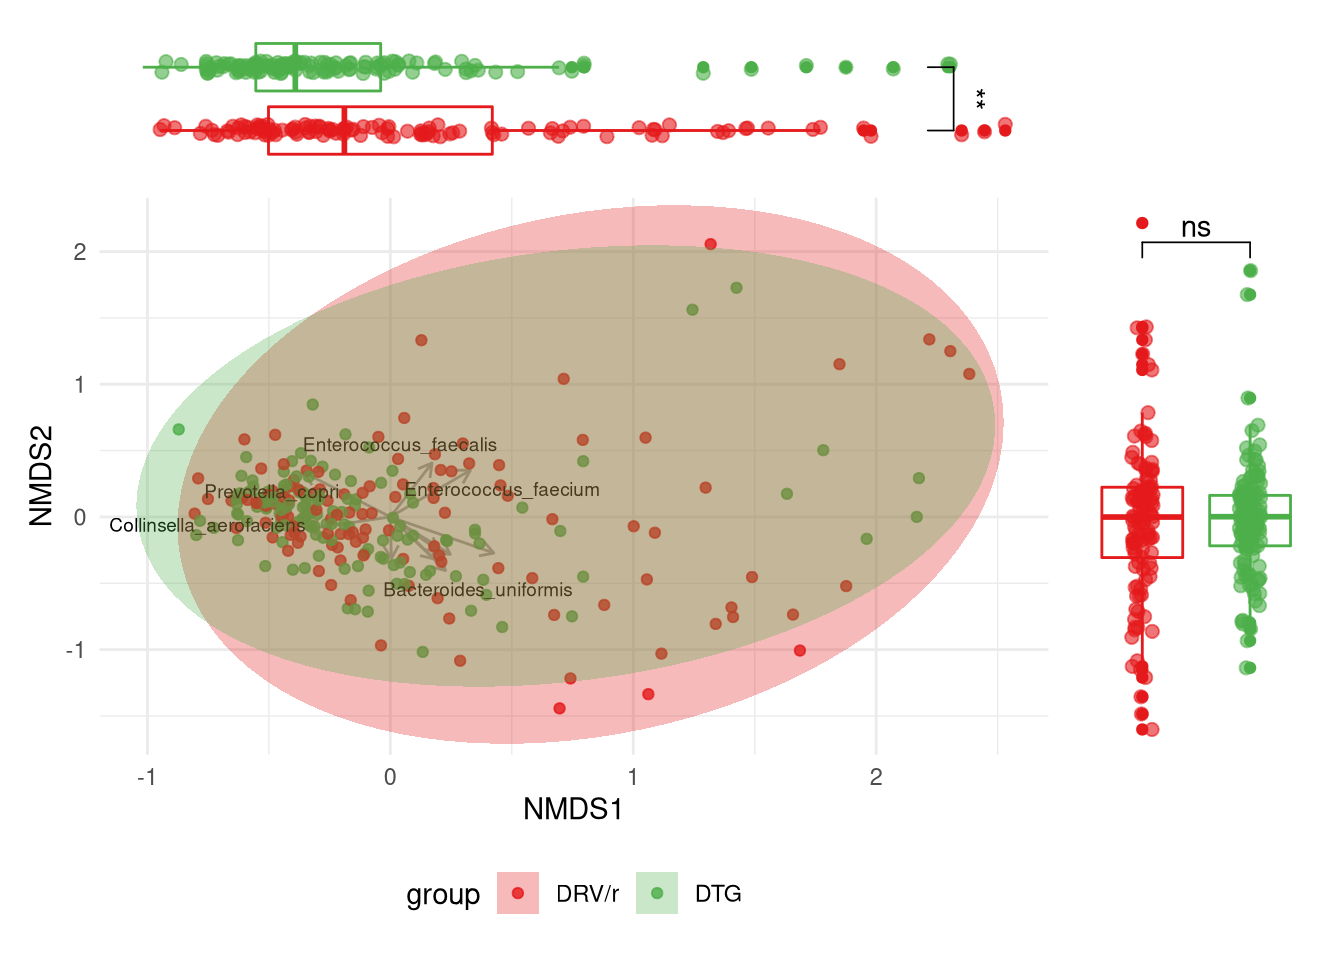 **
ns
2
1
0
-1
NMDS2
Enterococcus_faecalis
Prevotella_copri
Enterococcus_faecium
Collinsella_aerofaciens
Bacteroides_uniformis
-1 0 1 2
NMDS1
group DRV/r DTG